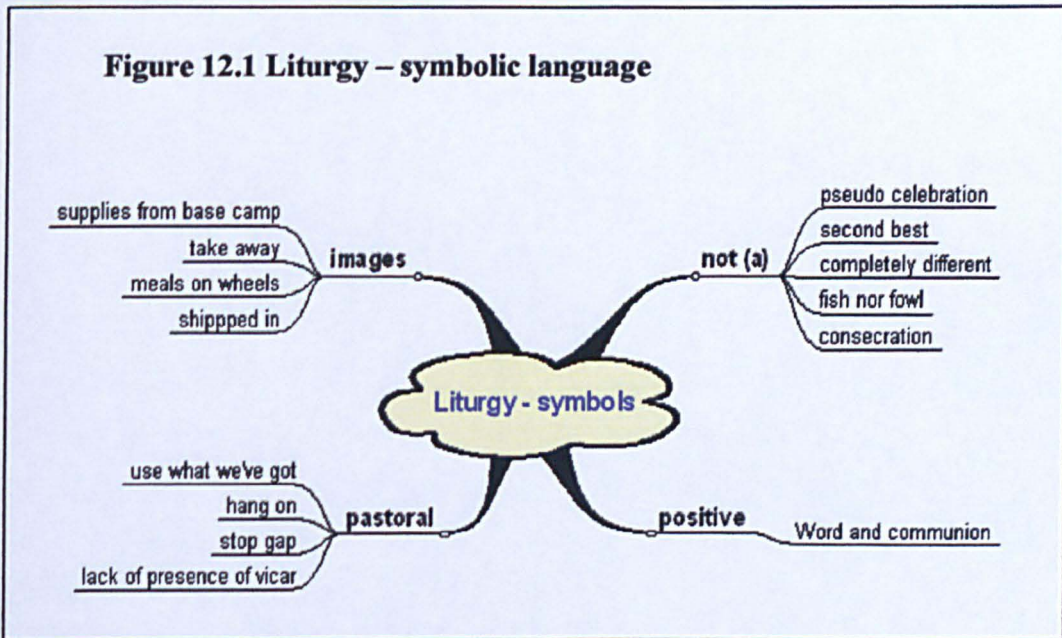 Figure 12.1 Liturgy – symbolic language
supplies from base camp
take away
meals on wheels
shippped in
images
not (a)
pseudo celebration
second best
completely different
fish nor fowl
consecration
Liturgy - symbols
use what we've got
hang on
stop gap
lack of presence of vicar
pastoral
positive
Word and communion